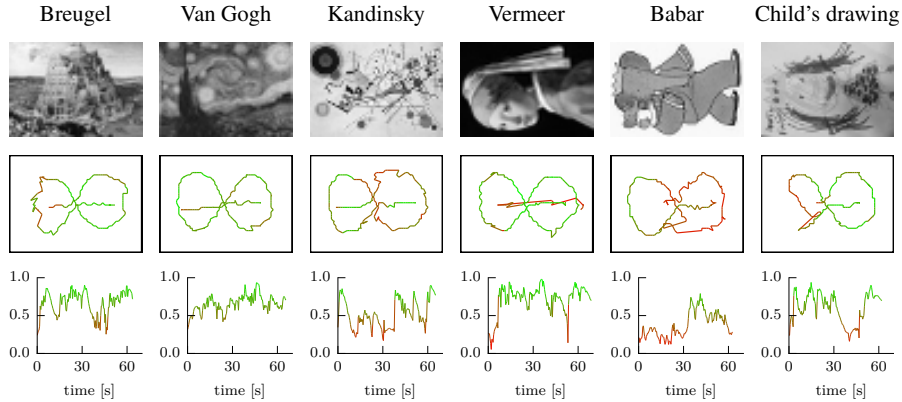 Breugel Van Gogh Kandinsky Vermeer Babar Child's drawing
1.0 1.0 1.0 1.0 1.0 1.0
0.5 0.5 0.5 0.5 0.5 0.5
0.0 0.0 0.0 0.0 0.0 0.0
0 30 60 0 30 60 0 30 60 0 30 60 0 30 60 0 30 60
time [s] time [s] time [s] time [s] time [s] time [s]